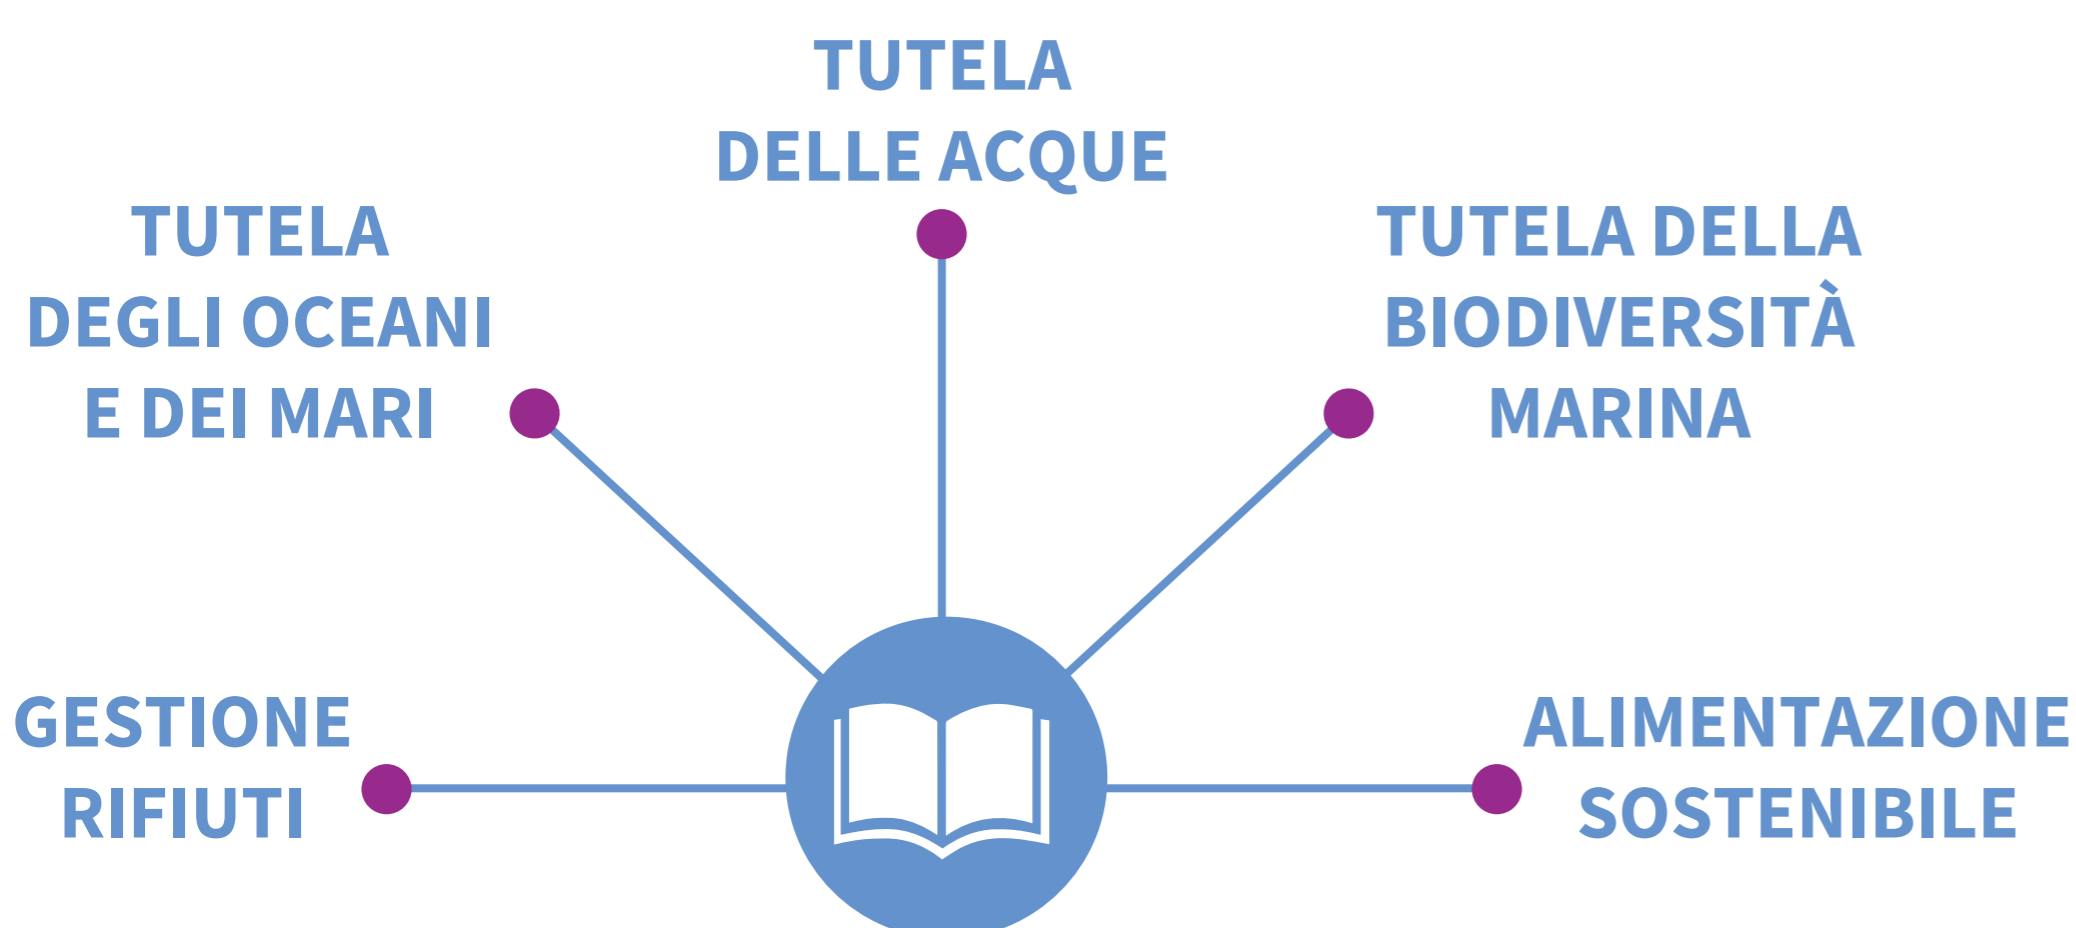 TUTELA
DELLE ACQUE
TUTELA
DEGLI OCEANI
E DEI MARI
TUTELA DELLA
BIODIVERSITÀ
MARINA
GESTIONE
RIFIUTI
ALIMENTAZIONE
SOSTENIBILE